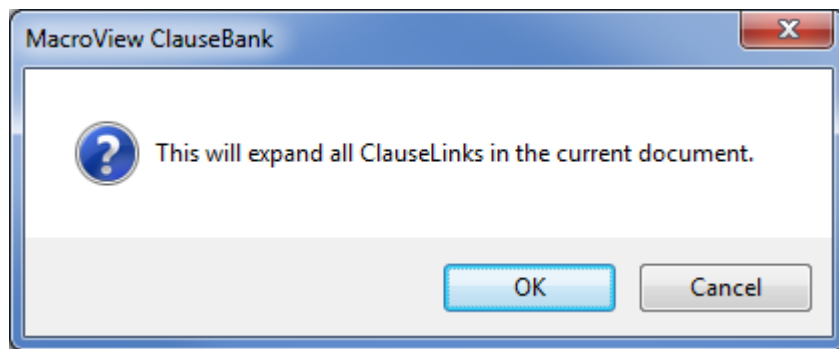 MacroView ClauseBank
This will expand all ClauseLinks in the current document.
OK
Cancel